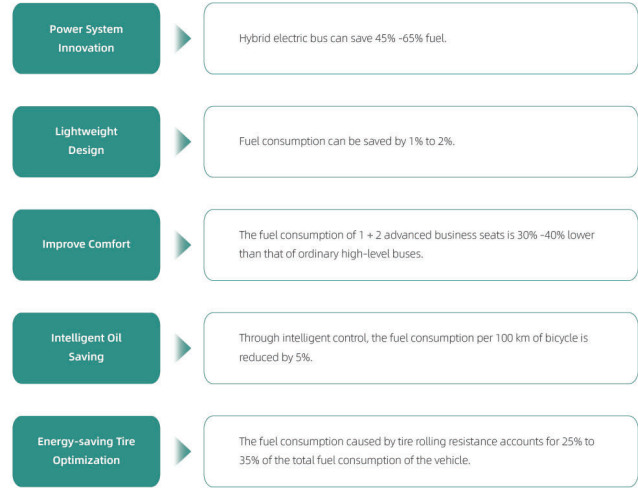 Power System
Innovation
Hybrid electric bus can save 45% -65% fuel.
Lightweight
Design
Fuel consumption can be saved by 1% to 2%.
Improve Comfort
The fuel consumption of 1 + 2 advanced business seats is 30% -40% lower
than that of ordinary high-level buses.
Intelligent Oil
Saving
Through intelligent control, the fuel consumption per 100 km of bicycle is
reduced by 5%.
Energy-saving Tire
Optimization
The fuel consumption caused by tire rolling resistance accounts for 25% to
35% of the total fuel consumption of the vehicle.